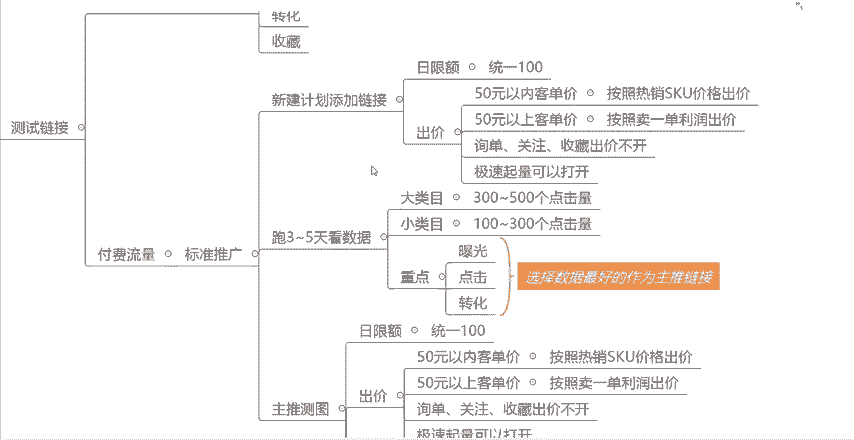 转化
收藏
测试链接
付费流量
标准推广
新建计划添加链接
日限额
统一100
出价
50元以内客单价
按照热销SKU价格出价
50元以上客单价
按照卖一单利润出价
询单、关注、收藏出价不开
极速起量可以打开
跑3~5天看数据
大类目
300~500个点击量
小类目
100~300个点击量
重点
曝光
点击
转化
选择数据最好的作为主推链接
主推测图
日限额
统一100
出价
50元以内客单价
按照热销SKU价格出价
50元以上客单价
按照卖一单利润出价
询单、关注、收藏出价不开
极速起量可以打开